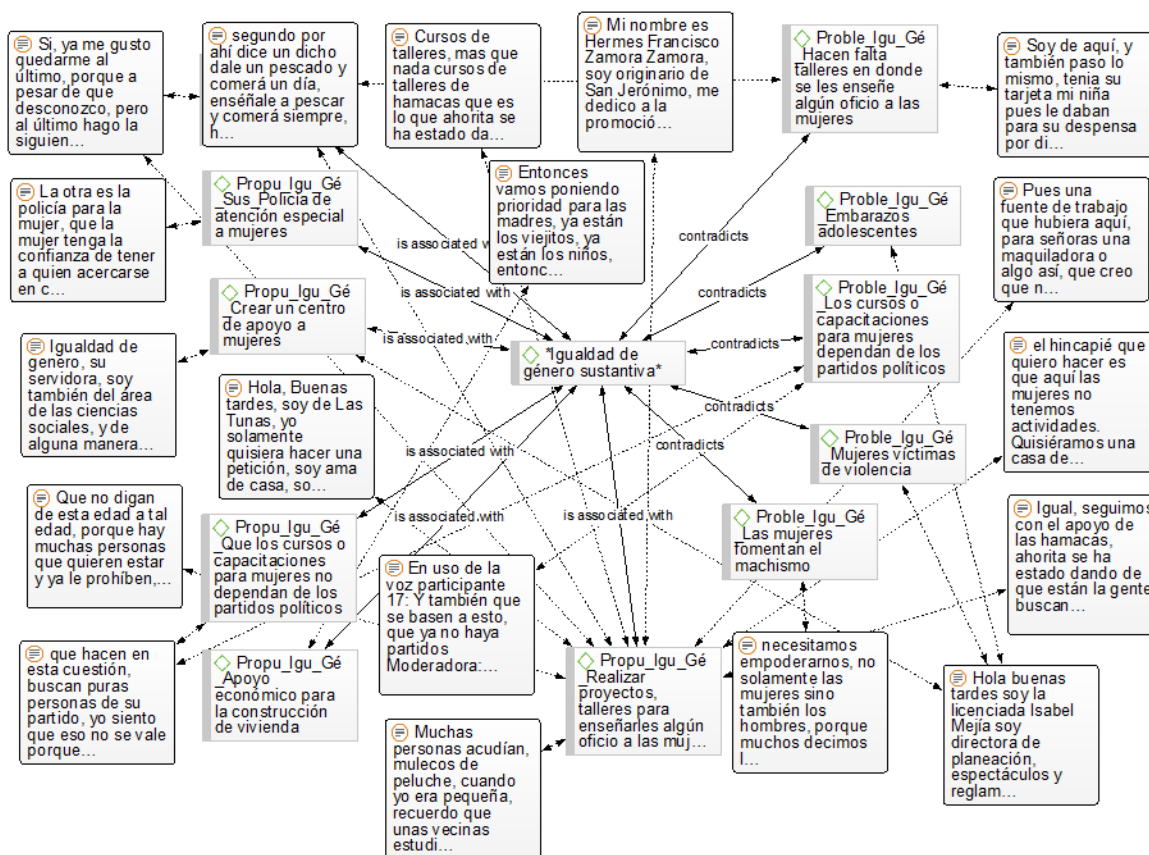 Si, ya me gusto
quedarme al
último, porque a
pesar de que
desconozco, pero
al último hago la
siguien...
segundo por
ahí dice un dicho
dale un pescado y
comerá un día,
enséñale a pescar
y comerá siempre,
h...
Cursos de
talleres, mas que
nada cursos de
talleres de
hamacas que es
lo que ahorita se
ha estado da...
Mi nombre es
Hermes Francisco
Zamora Zamora,
soy originario de
San Jerónimo, me
dedico a la
promoció...
Proble_Igu_Gé
_Hacen falta
talleres en donde
se les enseñe
algún oficio a las
mujeres
Soy de aquí, y
también paso lo
mismo, tenia su
tarjeta mi niña
pues le daban
para su despensa
por di...
La otra es la
policía para la
mujer, que la
mujer tenga la
confianza de tener
a quien acercarse
en c...
Propu_Igu_Gé
_Sus_Policía de
atención especial
a mujeres
Entonces
vamos poniendo
prioridad para las
madres, ya están
los viejitos, ya
están los niños,
entonc...
Proble_Igu_Gé
_Embarazos
adolescentes
Pues una
fuente de trabajo
que hubiera aquí,
para señoras una
maquiladora o
algo así, que creo
que n...
is associated w
contradicts
is associated with
contradicts
Propu_Igu_Gé
_Crear un centro
de apoyo a
mujeres
Proble_Igu_Gé
_Los cursos o
capacitaciones
para mujeres
dependan de los
partidos políticos
is associated with
contradicts
*Igualdad de
género sustantiva*
Igualdad de
genero, su
servidora, soy
también del área
de las ciencias
sociales, y de
alguna manera...
Hola, Buenas
tardes, soy de Las
Tunas, yo
solamente
quisiera hacer una
petición, soy ama
de casa, so...
el hincapié que
quiero hacer es
que aquí las
mujeres no
tenemos
actividades.
Quisiéramos una
casa de...
contradicts
is associated with
contradicts
Proble_Igu_Gé
_Mujeres víctimas
de violencia
Que no digan
de esta edad a tal
edad, porque hay
muchas personas
que quieren estar
y ya le prohíben,...
Propu_Igu_Gé
_Que los cursos o
capacitaciones
para mujeres no
dependan de los
partidos políticos
is associated with
is associated with
Proble_Igu_Gé
_Las mujeres
fomentan el
machismo
Igual, seguimos
con el apoyo de
las hamacas,
ahorita se ha
estado dando de
que están la gente
buscan...
En uso de la
voz participante
17: Y también que
se basen a esto,
que ya no haya
partidos
Moderadora:...
que hacen en
esta cuestión,
buscan puras
personas de su
partido, yo siento
que eso no se vale
porque...
Propu_Igu_Gé
_Apoyo
económico para
la construcción
de vivienda
Propu_Igu_Gé
_Realizar
proyectos,
talleres para
enseñarles algún
oficio a las muj...
necesitamos
empoderarnos, no
solamente las
mujeres sino
también los
hombres, porque
muchos decimos
l...
Hola buenas
tardes soy la
licenciada Isabel
Mejía soy
directora de
planeación,
espectáculos y
reglam...
Muchas
personas acudían,
mulecos de
peluche, cuando
yo era pequeña,
recuerdo que
unas vecinas
estudi...